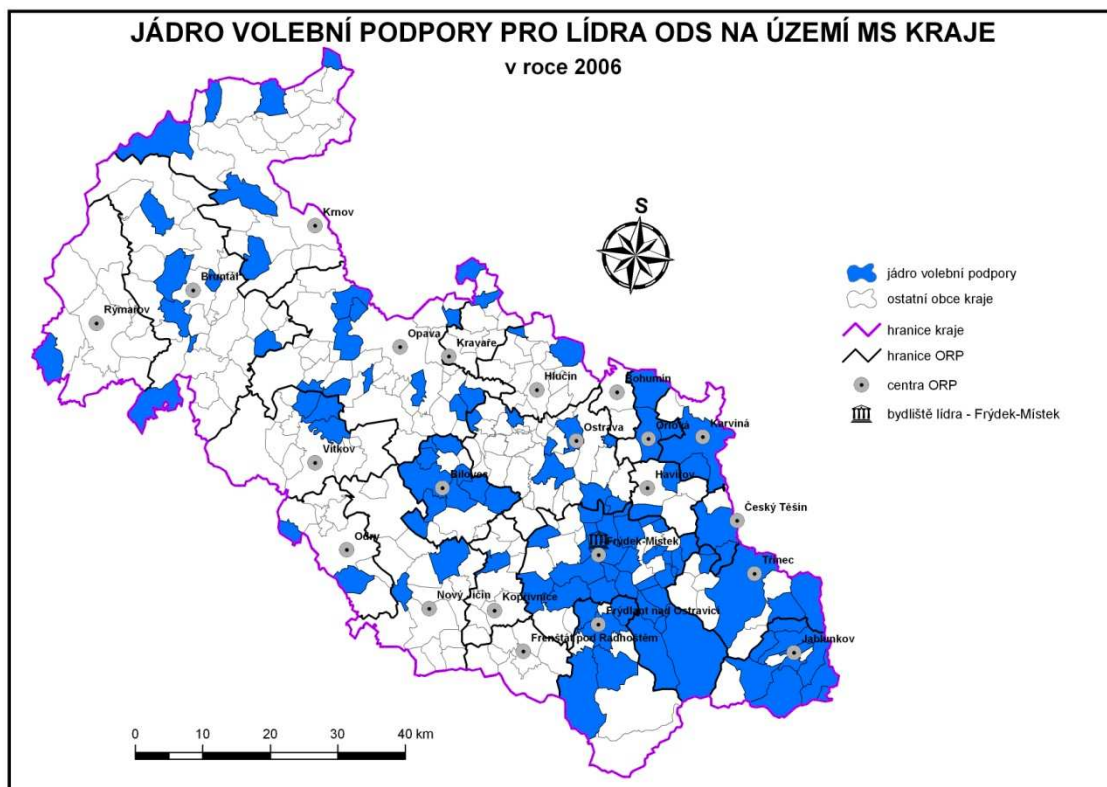 JÁDRO VOLEBNÍ PODPORY PRO LÍDRA ODS NA ÚZEMÍ MS KRAJE
v roce 2006
S
Krnov
Bruntál
Rýmařov
Opava
Kravaře
Hlučín
Bohumín
Ostrava
Orlová
Karviná
Vítkov
Bílovec
Havířov
Český Těšín
Odry
Frýdek-Místek
Třinec
Nový Jičín
Kopřivnice
Frýdlant nad Ostravicí
Frenštát pod Radhoštěm
Jablunkov
jádro volební podpory
ostatní obce kraje
hranice kraje
hranice ORP
centra ORP
bydliště lídra - Frýdek-Místek
0 10 20 30 40 km